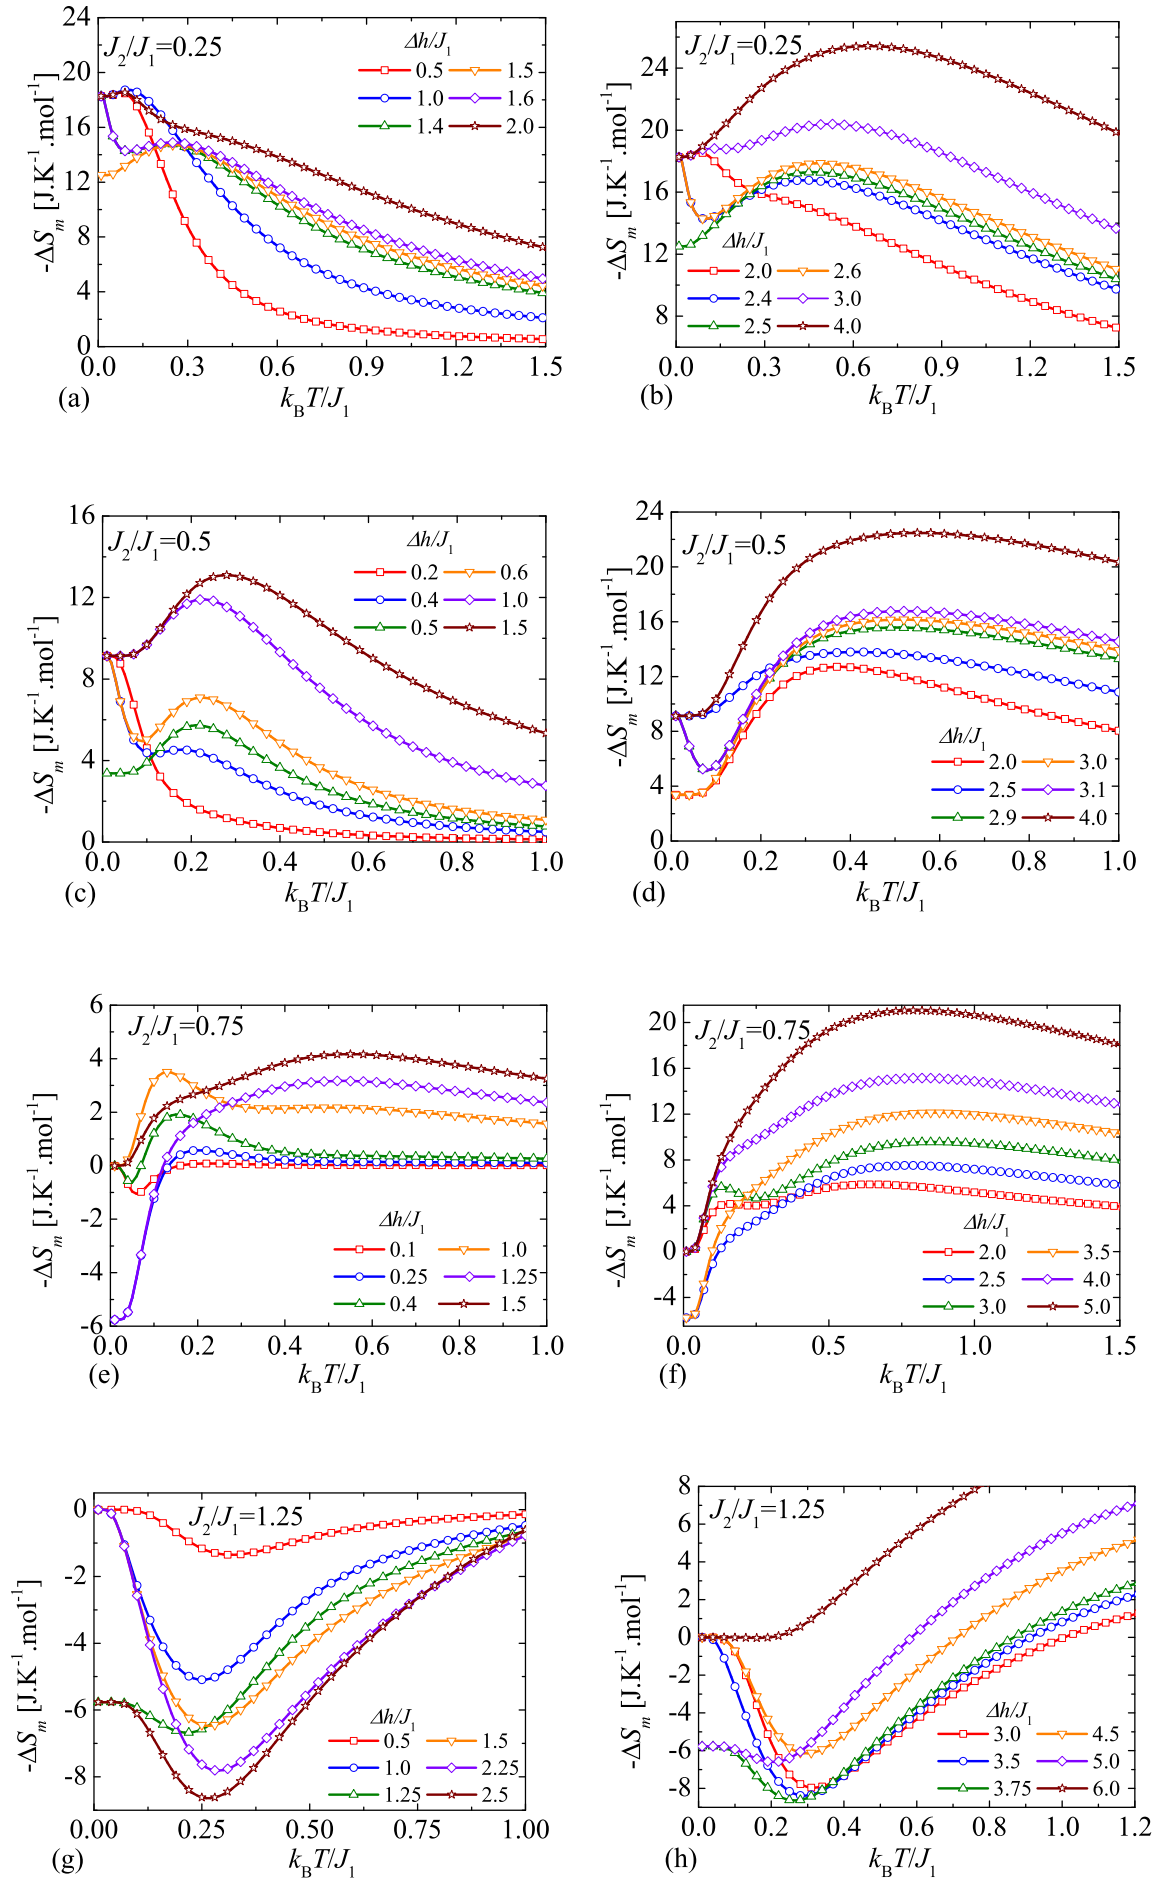 J₂/J₁=0.25
Δh/J₁
0.5 1.5
1.0 1.6
1.4 2.0
-ΔSₘ [J.K⁻¹.mol⁻¹]
24
20
16
12
8
4
0
0.0 0.3 0.6 0.9 1.2 1.5
(a) k_BT/J₁
J₂/J₁=0.25
-ΔSₘ [J.K⁻¹.mol⁻¹]
24
20
16
12
8
Δh/J₁
2.0 2.6
2.4 3.0
2.5 4.0
0.0 0.3 0.6 0.9 1.2 1.5
(b) k_BT/J₁
J₂/J₁=0.5
Δh/J₁
0.2 0.6
0.4 1.0
0.5 1.5
-ΔSₘ [J.K⁻¹.mol⁻¹]
16
12
8
4
0
0.0 0.2 0.4 0.6 0.8 1.0
(c) k_BT/J₁
J₂/J₁=0.5
-ΔSₘ [J.K⁻¹.mol⁻¹]
24
20
16
12
8
4
0
Δh/J₁
2.0 3.0
2.5 3.1
2.9 4.0
0.0 0.2 0.4 0.6 0.8 1.0
(d) k_BT/J₁
J₂/J₁=0.75
-ΔSₘ [J.K⁻¹.mol⁻¹]
6
4
2
0
-2
-4
-6
Δh/J₁
0.1 1.0
0.25 1.25
0.4 1.5
0.0 0.2 0.4 0.6 0.8 1.0
(e) k_BT/J₁
J₂/J₁=0.75
-ΔSₘ [J.K⁻¹.mol⁻¹]
20
16
12
8
4
0
-4
Δh/J₁
2.0 3.5
2.5 4.0
3.0 5.0
0.0 0.5 1.0 1.5
(f) k_BT/J₁
J₂/J₁=1.25
-ΔSₘ [J.K⁻¹.mol⁻¹]
0
-2
-4
-6
-8
Δh/J₁
0.5 1.5
1.0 2.25
1.25 2.5
0.00 0.25 0.50 0.75 1.00
(g) k_BT/J₁
J₂/J₁=1.25
-ΔSₘ [J.K⁻¹.mol⁻¹]
8
6
4
2
0
-2
-4
-6
-8
Δh/J₁
3.0 4.5
3.5 5.0
3.75 6.0
0.0 0.2 0.4 0.6 0.8 1.0 1.2
(h) k_BT/J₁